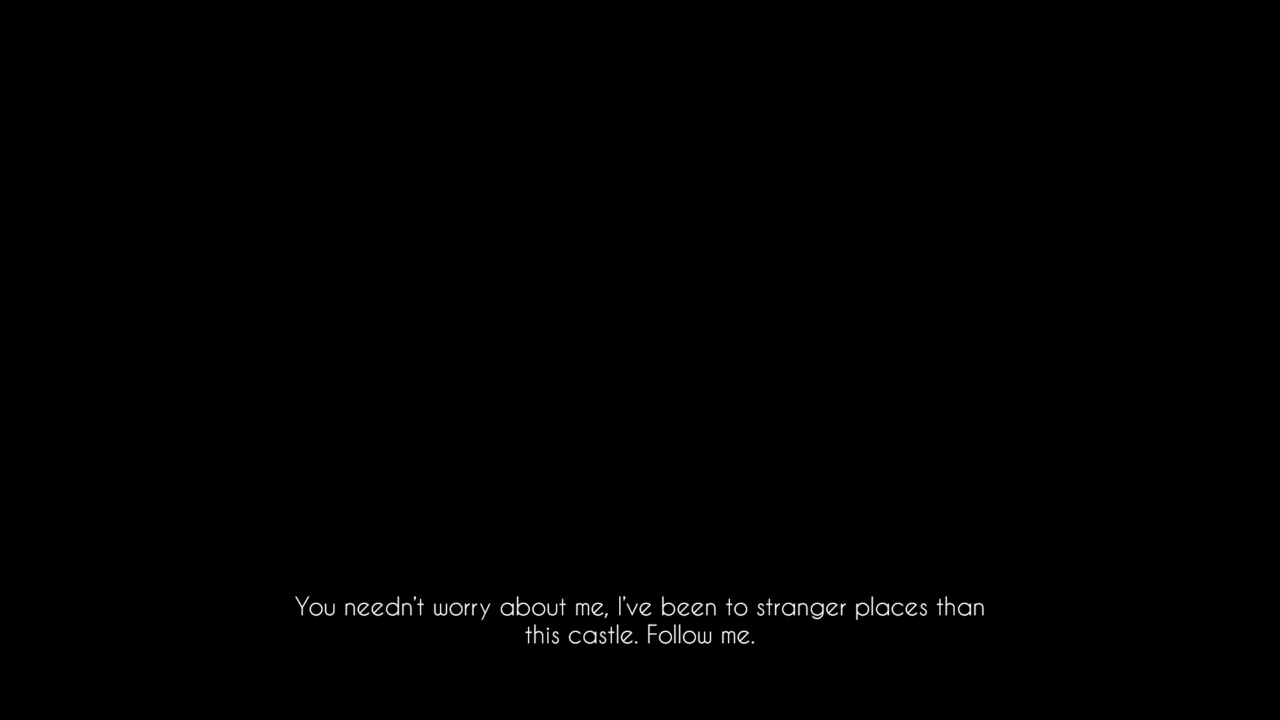 You needn't worry about me, I've been to stranger places than
this castle. Follow me.